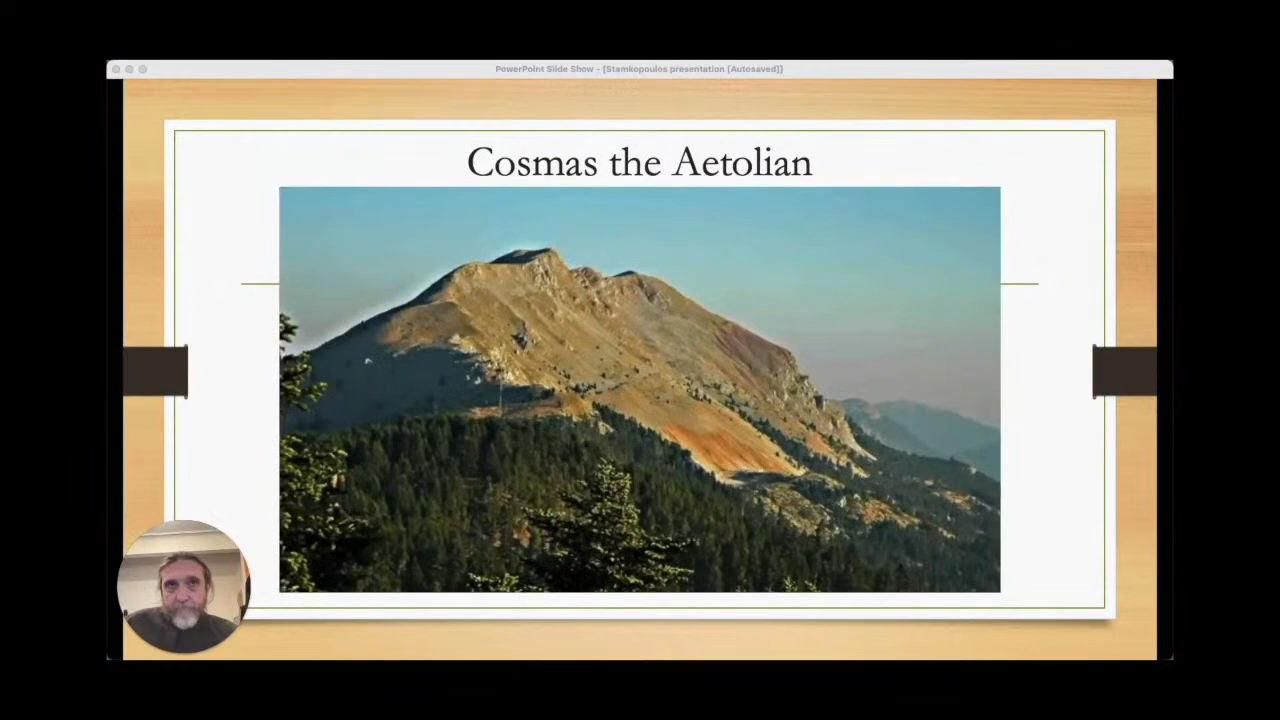 PowerPoint Slide Show - [Stamkopoulos presentation [Autosaved]]
Cosmas the Aetolian